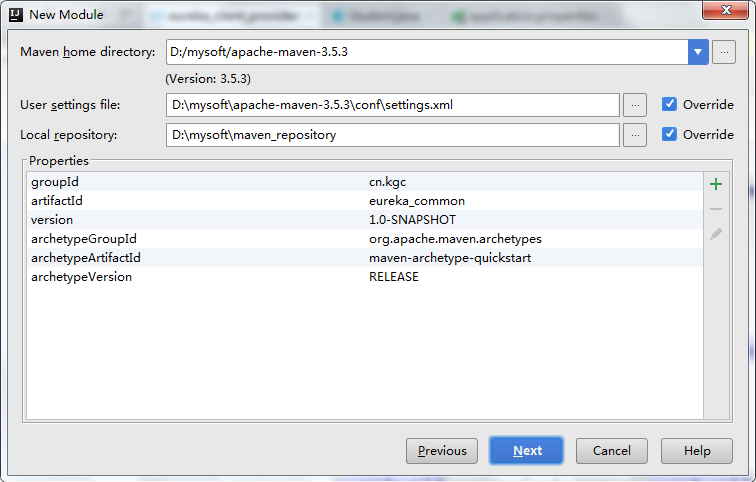 New Module
Maven home directory: D:/mysoft/apache-maven-3.5.3 ...
(Version: 3.5.3)
User settings file: D:\mysoft\apache-maven-3.5.3\conf\settings.xml ... Override
Local repository: D:\mysoft\maven_repository ... Override
Properties
groupId cn.kgc
artifactId eureka_common
version 1.0-SNAPSHOT
archetypeGroupId org.apache.maven.archetypes
archetypeArtifactId maven-archetype-quickstart
archetypeVersion RELEASE
Previous Next Cancel Help